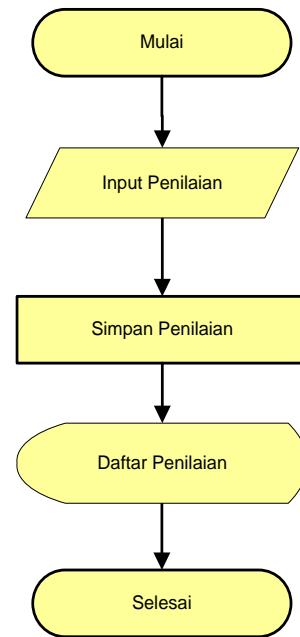 Mulai
Input Penilaian
Simpan Penilaian
Daftar Penilaian
Selesai